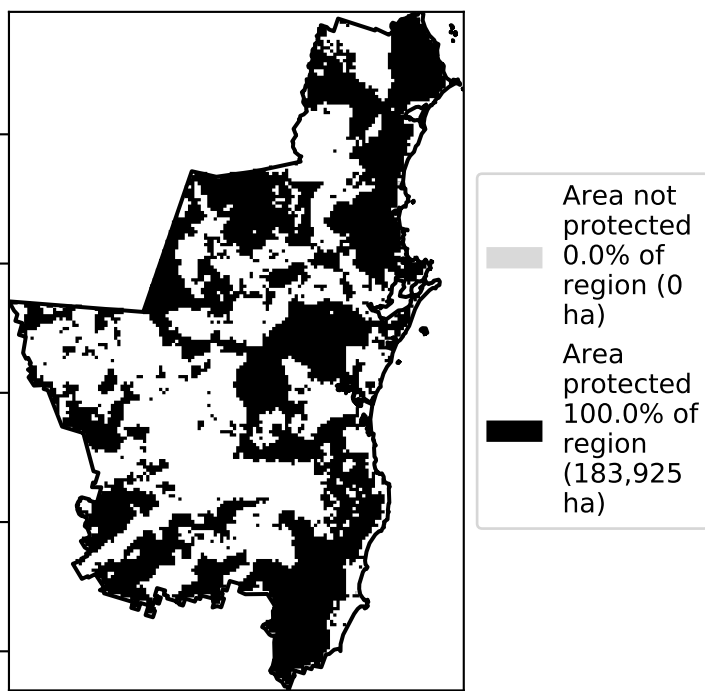 Area not
protected
0.0% of
region (0
ha)
Area
protected
100.0% of
region
(183,925
ha)